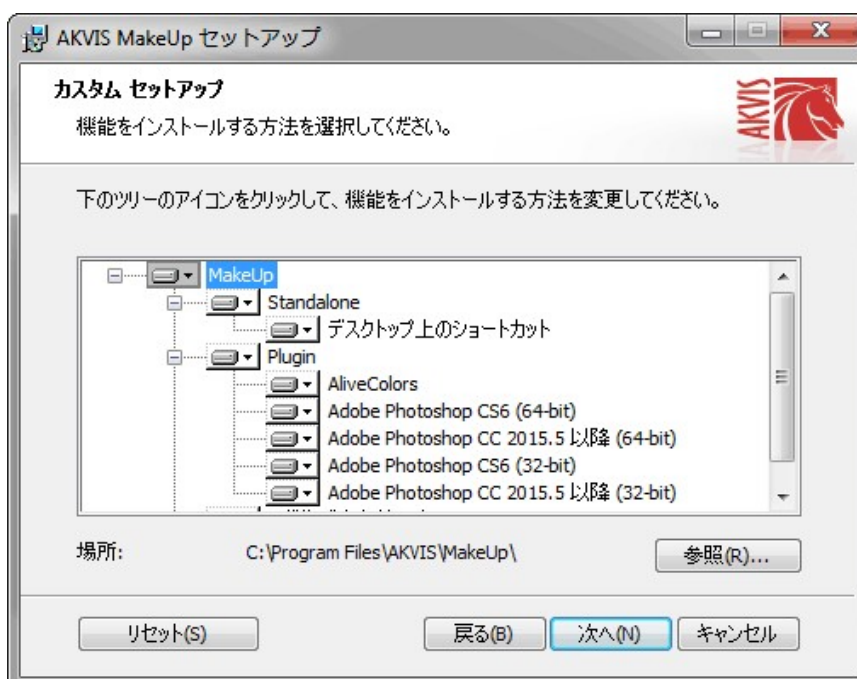 AKVIS MakeUp セットアップ
カスタム セットアップ
機能をインストールする方法を選択してください。
AKVIS
下のツリーのアイコンをクリックして、機能をインストールする方法を変更してください。
MakeUp
Standalone
デスクトップ上のショートカット
Plugin
AliveColors
Adobe Photoshop CS6 (64-bit)
Adobe Photoshop CC 2015.5 以降 (64-bit)
Adobe Photoshop CS6 (32-bit)
Adobe Photoshop CC 2015.5 以降 (32-bit)
場所: C:\Program Files\AKVIS\MakeUp\ 参照(R)...
リセット(S) 戻る(B) 次へ(N) キャンセル